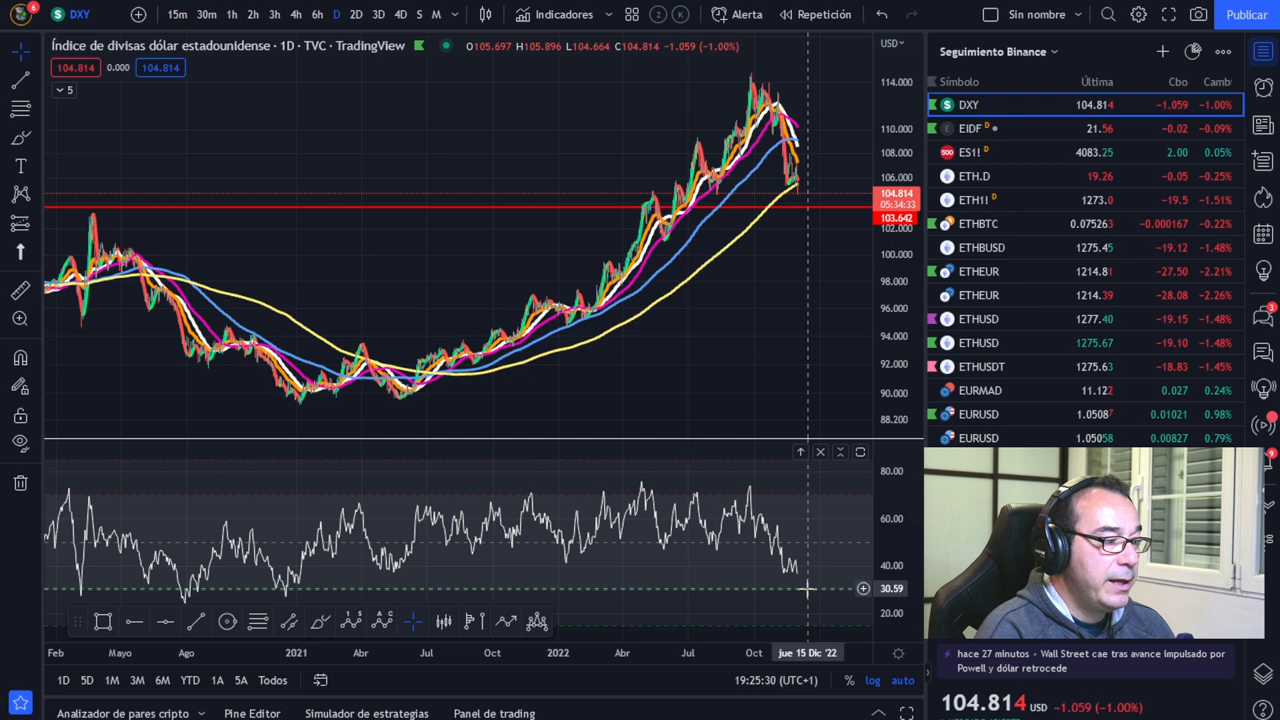 6
S DXY
15m 30m 1h 2h 3h 4h 6h D 2D 3D 4D S M
Indicadores
2 K
Alerta
Repetición
Sin nombre
Publicar
Índice de divisas dólar estadounidense · 1D · TVC · TradingView
O105.697 H105.896 L104.664 C104.814 −1.059 (−1.00%)
104.814 0.000 104.814
5
USD
114.000
110.000
108.000
106.000
104.814
05:34:33
103.642
102.000
100.000
98.000
96.000
94.000
92.000
90.000
88.200
80.00
60.00
40.00
30.59
20.00
Feb Mayo Ago 2021 Abr Jul Oct 2022 Abr Jul Oct jue 15 Dic '22
1D 5D 1M 3M 6M YTD 1A 5A Todos
19:25:30 (UTC+1) % log auto
Analizador de pares cripto Pine Editor Simulador de estrategias Panel de trading
Seguimiento Binance
Símbolo Última Cbo Camb
DXY 104.814 −1.059 −1.00%
EIDF D 21.56 −0.02 −0.09%
500 ES1! D 4083.25 2.00 0.05%
ETH.D 19.26 −0.05 −0.25%
ETH1! D 1273.0 −19.5 −1.51%
ETHBTC 0.075263 −0.000167 −0.22%
ETHBUSD 1275.45 −19.12 −1.48%
ETHEUR 1214.81 −27.50 −2.21%
ETHEUR 1214.39 −28.08 −2.26%
ETHUSD 1277.40 −19.15 −1.48%
ETHUSD 1275.67 −19.10 −1.48%
ETHUSDT 1275.63 −18.83 −1.45%
EURMAD 11.122 0.027 0.24%
EURUSD 1.05087 0.01021 0.98%
EURUSD 1.05058 0.00827 0.79%
3
9
hace 27 minutos • Wall Street cae tras avance impulsado por
Powell y dólar retrocede
104.814 USD −1.059 (−1.00%)